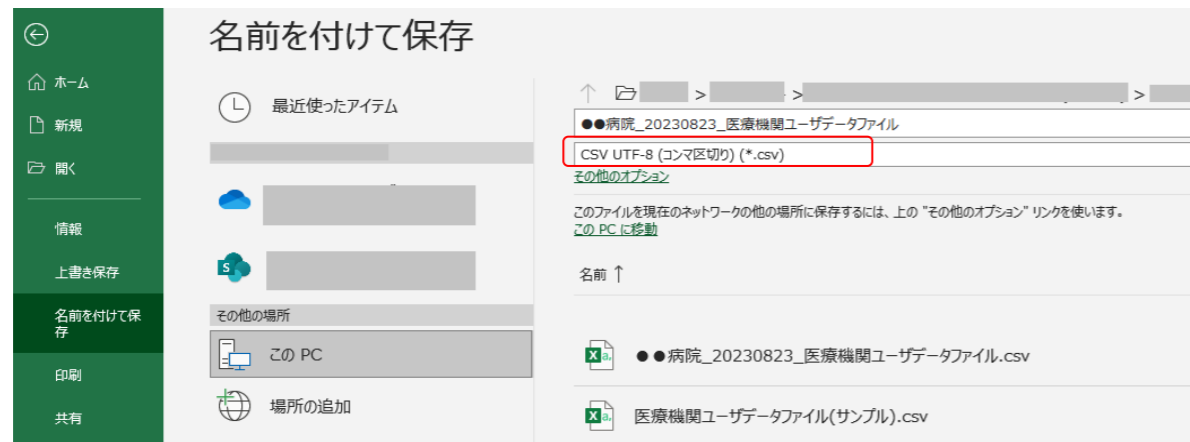 名前を付けて保存
ホーム
新規
開く
情報
上書き保存
名前を付けて保
存
印刷
共有
最近使ったアイテム
S
その他の場所
この PC
場所の追加
> > >
●●病院_20230823_医療機関ユーザデータファイル
CSV UTF-8 (コンマ区切り) (*.csv)
その他のオプション
このファイルを現在のネットワークの他の場所に保存するには、上の "その他のオプション" リンクを使います。
この PC に移動
名前 ↑
●●病院_20230823_医療機関ユーザデータファイル.csv
医療機関ユーザデータファイル(サンプル).csv